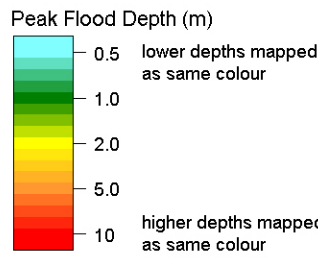 Peak Flood Depth (m)
0.5 lower depths mapped
as same colour
1.0
2.0
5.0
higher depths mapped
10 as same colour